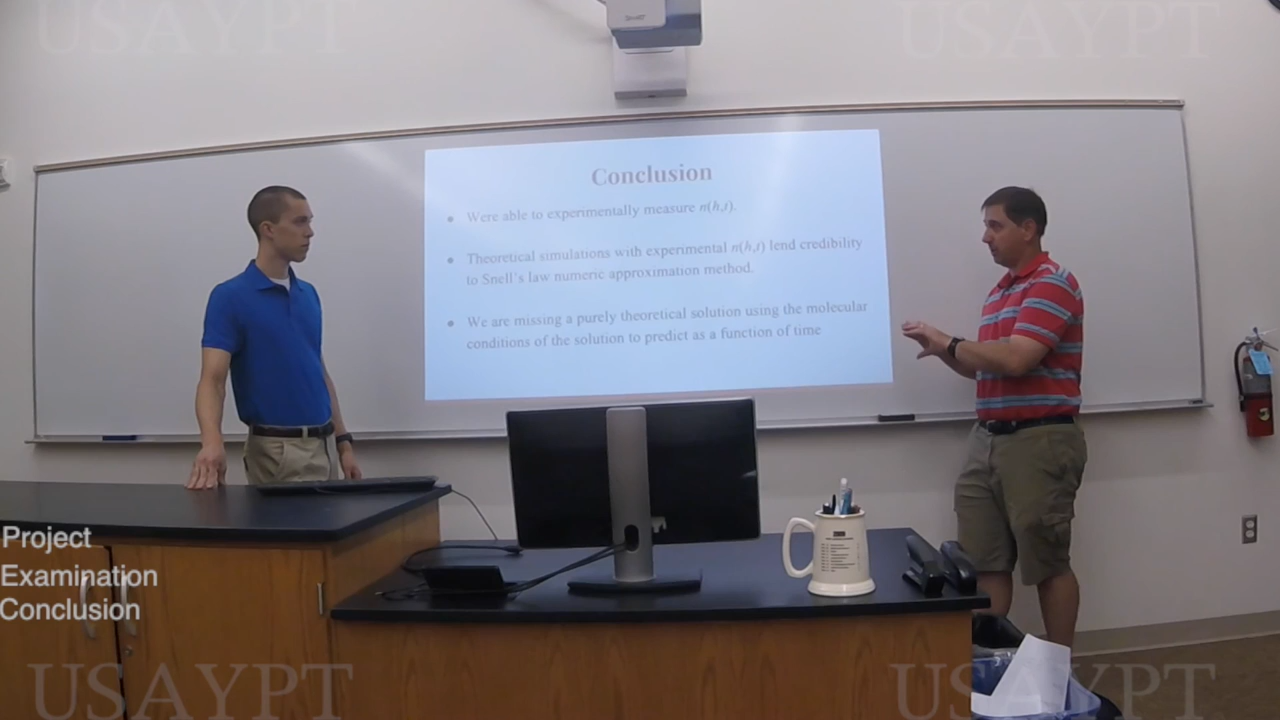 USAYPT
USAYPT
Conclusion
Were able to experimentally measure n(h,t).
Theoretical simulations with experimental n(h,t) lend credibility
to Snell's law numeric approximation method.
We are missing a purely theoretical solution using the molecular
conditions of the solution to predict as a function of time
Project
Examination
Conclusion
USAYPT
USAYPT